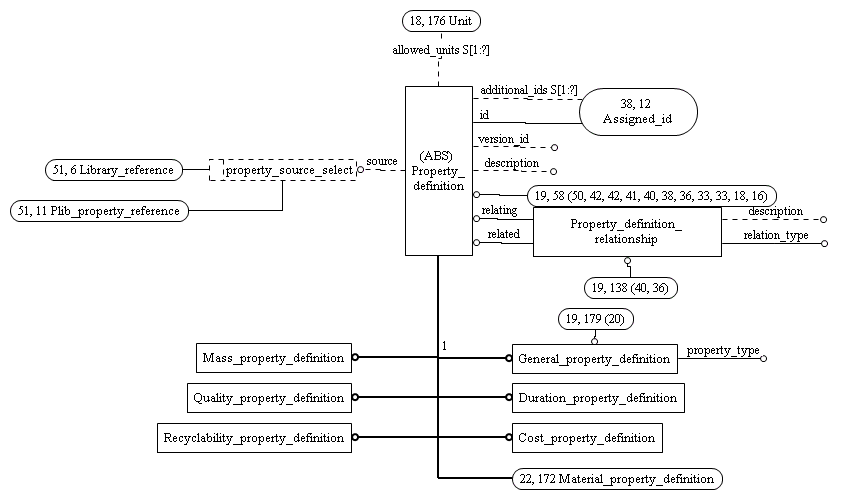 18, 176 Unit
allowed_units S[1:?]
additional_ids S[1:?]
38, 12
Assigned_id
id
version_id
description
(ABS)
Property_
definition
source
property_source_select
51, 6 Library_reference
51, 11 Plib_property_reference
19, 58 (50, 42, 42, 41, 40, 38, 36, 33, 33, 18, 16)
relating
related
Property_definition_
relationship
description
relation_type
19, 138 (40, 36)
19, 179 (20)
1
Mass_property_definition
General_property_definition
property_type
Quality_property_definition
Duration_property_definition
Recyclability_property_definition
Cost_property_definition
22, 172 Material_property_definition